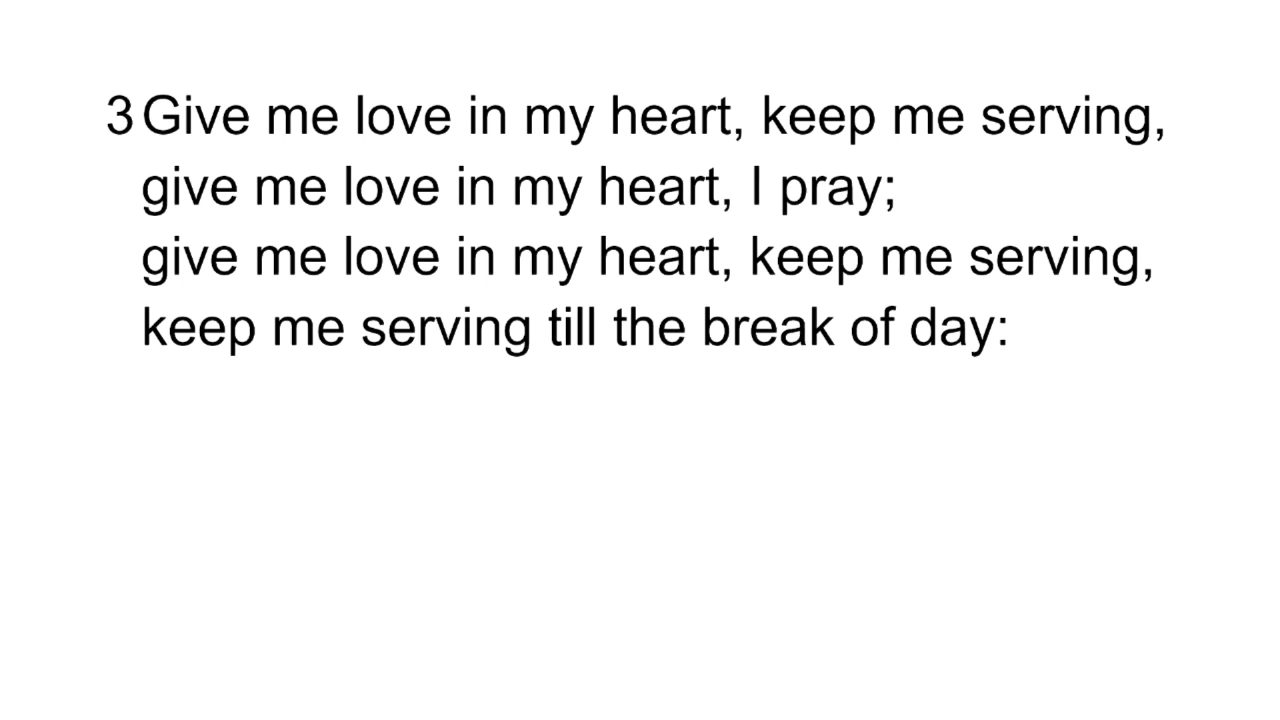 3 Give me love in my heart, keep me serving,
give me love in my heart, I pray;
give me love in my heart, keep me serving,
keep me serving till the break of day: